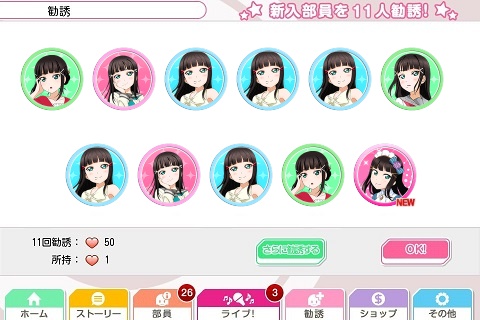 勧誘
新入部員を11人勧誘!
NEW
11回勧誘: 50
所持: 1
さらに勧誘する
OK!
26
3
ホーム
ストーリー
部員
ライブ!
勧誘
ショップ
その他